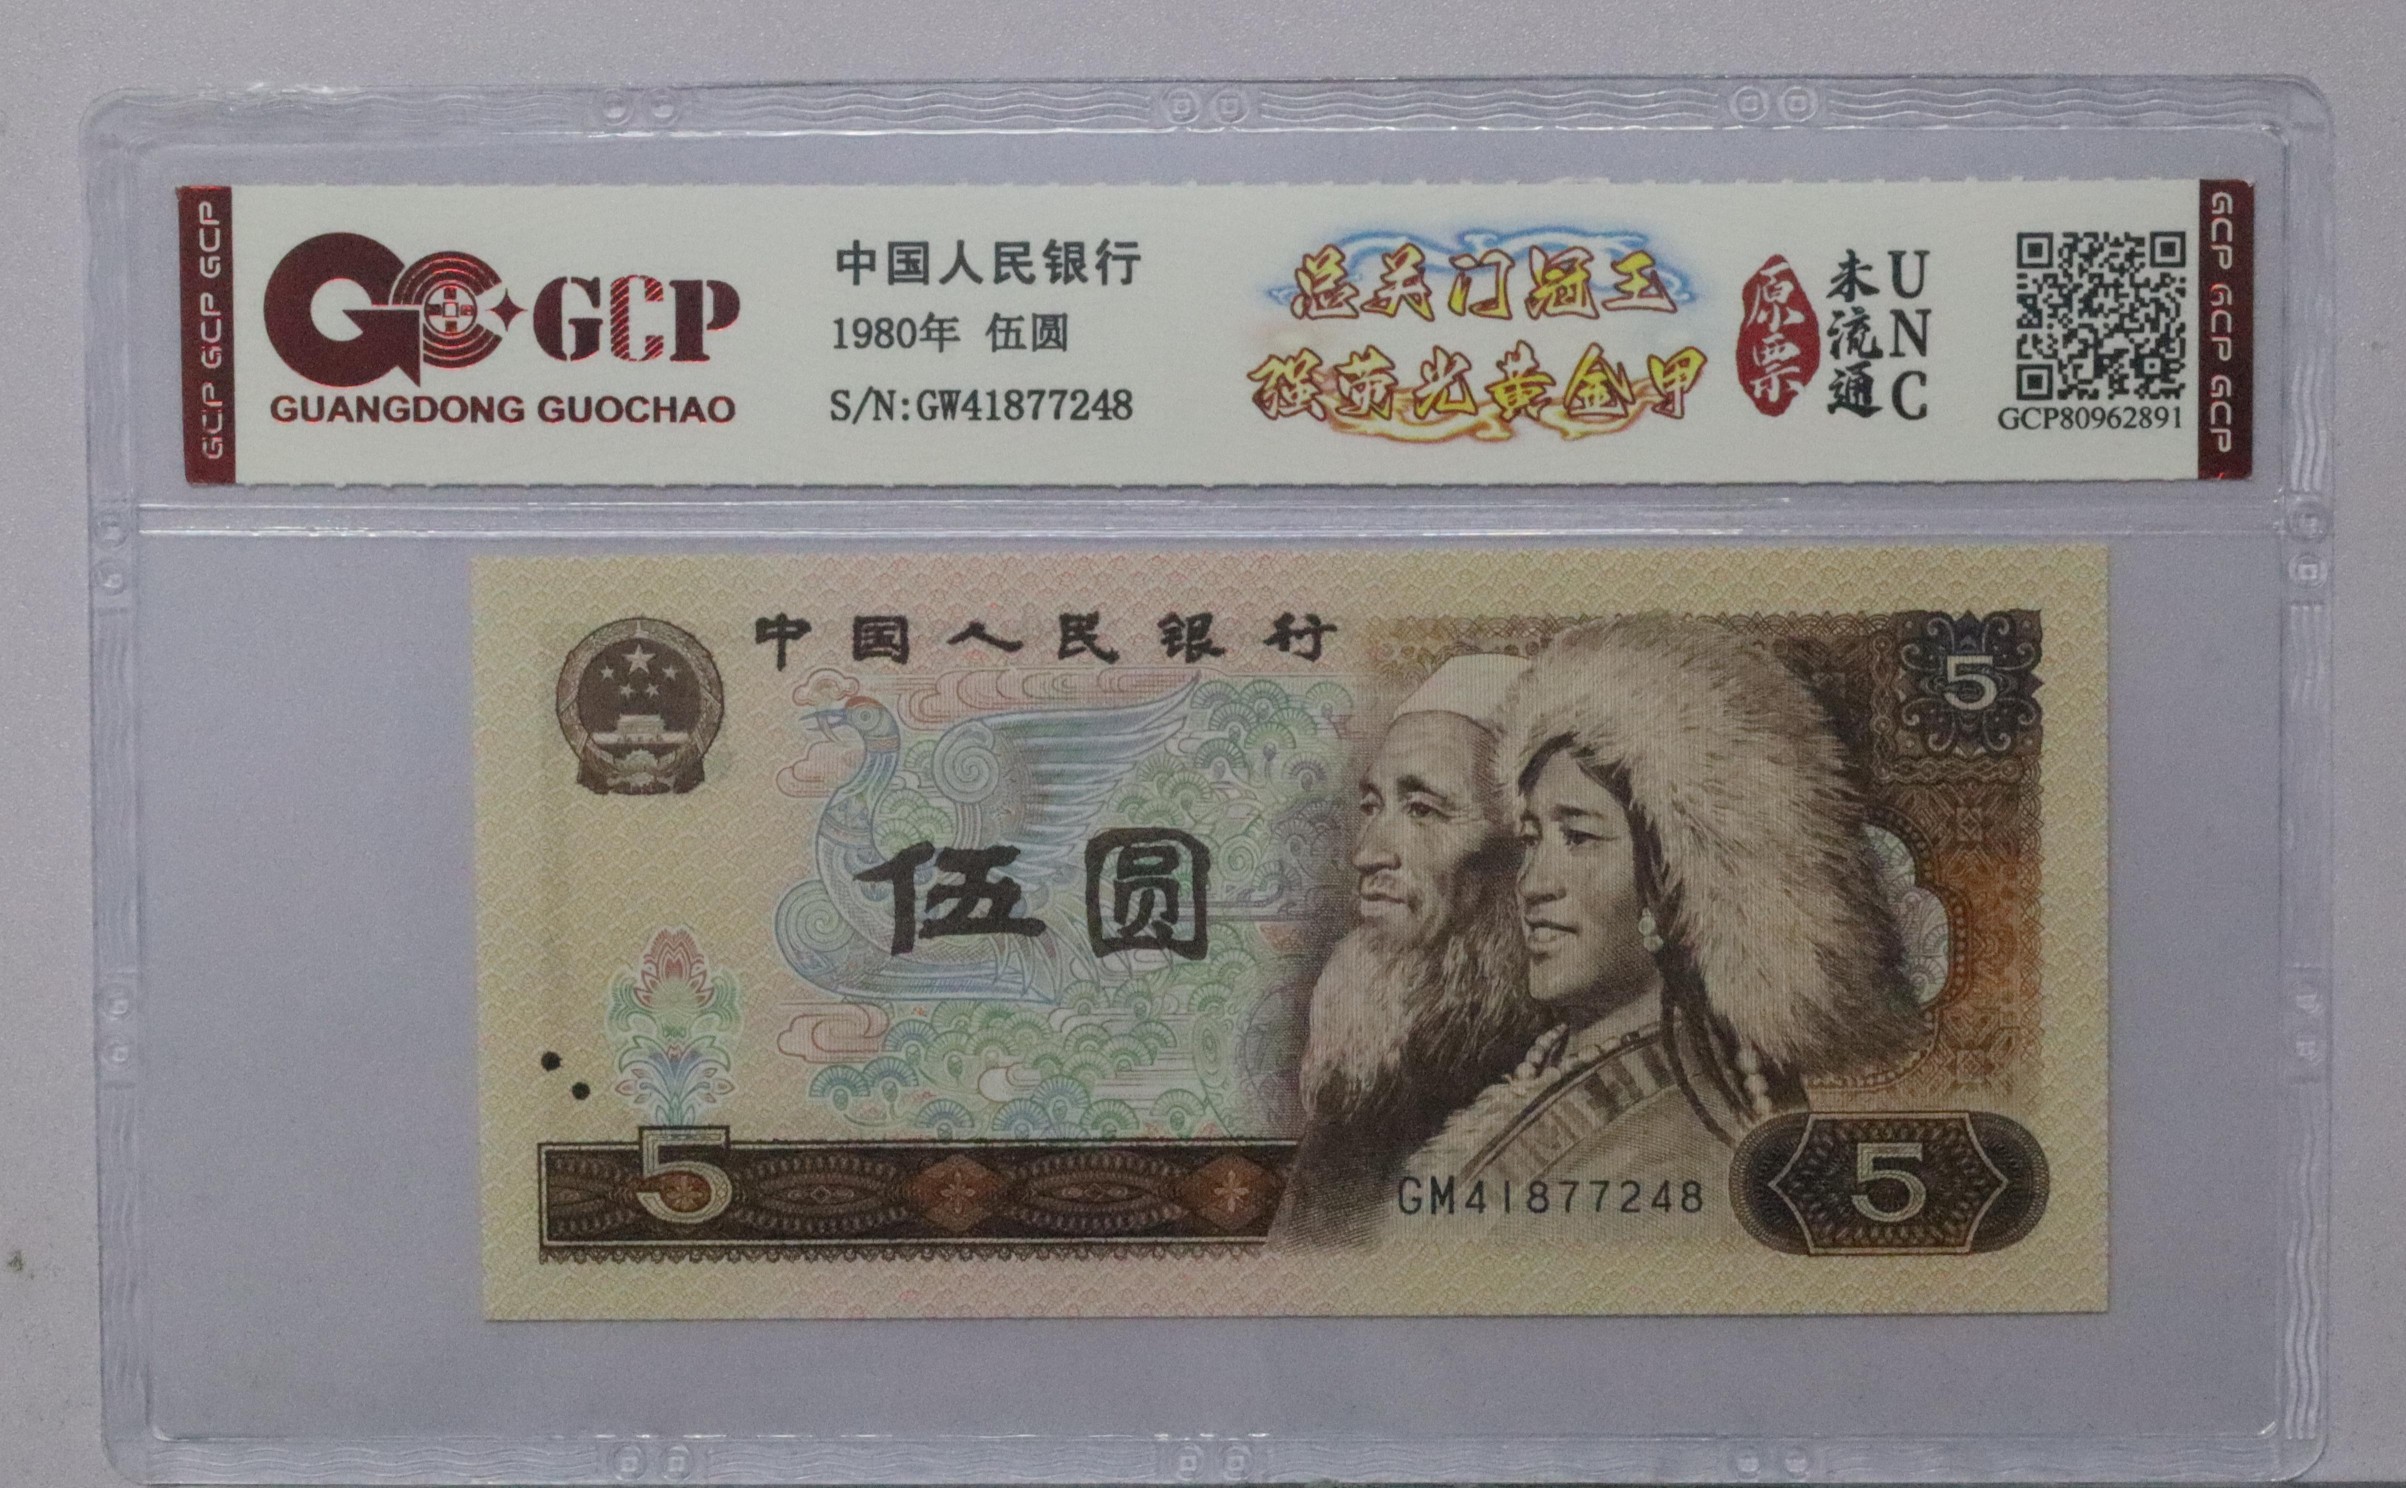 GCP GCP GCP
GCP
GUANGDONG GUOCHAO
中国人民银行
1980年 伍圆
S/N:GW41877248
总关门冠王
强荧光黄金甲
原票
未流通
UNC
GCP80962891
GCP GCP GCP
中国人民银行
5
伍圆
5
GM41877248
5